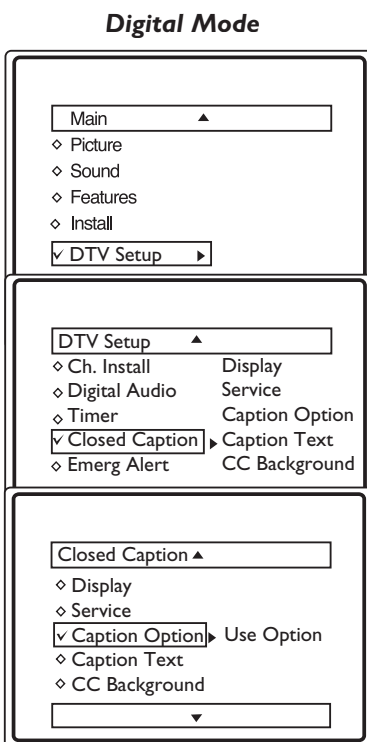 Digital Mode
Main ▲
◇ Picture
◇ Sound
◇ Features
◇ Install
✓ DTV Setup ▶
DTV Setup ▲
◇ Ch. Install Display
◇ Digital Audio Service
◇ Timer Caption Option
✓ Closed Caption ▶ Caption Text
◇ Emerg Alert CC Background
Closed Caption ▲
◇ Display
◇ Service
✓ Caption Option ▶ Use Option
◇ Caption Text
◇ CC Background
▼